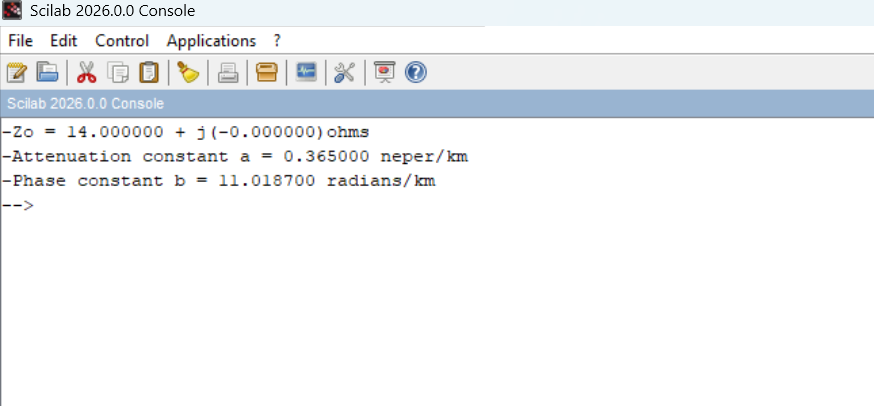 Scilab 2026.0.0 Console
File Edit Control Applications ?
Scilab 2026.0.0 Console
-Zo = 14.000000 + j(-0.000000)ohms
-Attenuation constant a = 0.365000 neper/km
-Phase constant b = 11.018700 radians/km
-->